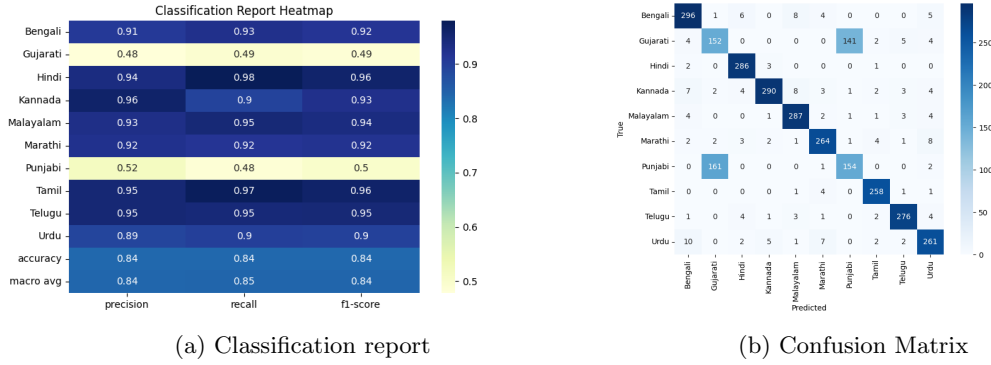 Classification Report Heatmap
Bengali 0.91 0.93 0.92
Gujarati 0.48 0.49 0.49
Hindi 0.94 0.98 0.96
Kannada 0.96 0.9 0.93
Malayalam 0.93 0.95 0.94
Marathi 0.92 0.92 0.92
Punjabi 0.52 0.48 0.5
Tamil 0.95 0.97 0.96
Telugu 0.95 0.95 0.95
Urdu 0.89 0.9 0.9
accuracy 0.84 0.84 0.84
macro avg 0.84 0.85 0.84
precision recall f1-score
0.9
0.8
0.7
0.6
0.5
(a) Classification report
True
Bengali 296 1 6 0 8 4 0 0 0 5
Gujarati 4 152 0 0 0 0 141 2 5 4
Hindi 2 0 286 3 0 0 0 1 0 0
Kannada 7 2 4 290 8 3 1 2 3 4
Malayalam 4 0 0 1 287 2 1 1 3 4
Marathi 2 2 3 2 1 264 1 4 1 8
Punjabi 0 161 0 0 0 1 154 0 0 2
Tamil 0 0 0 0 1 4 0 258 1 1
Telugu 0 1 4 1 3 1 0 2 276 4
Urdu 10 0 2 5 1 7 0 2 2 261
Bengali Gujarati Hindi Kannada Malayalam Marathi Punjabi Tamil Telugu Urdu
Predicted
250
200
150
100
50
0
(b) Confusion Matrix